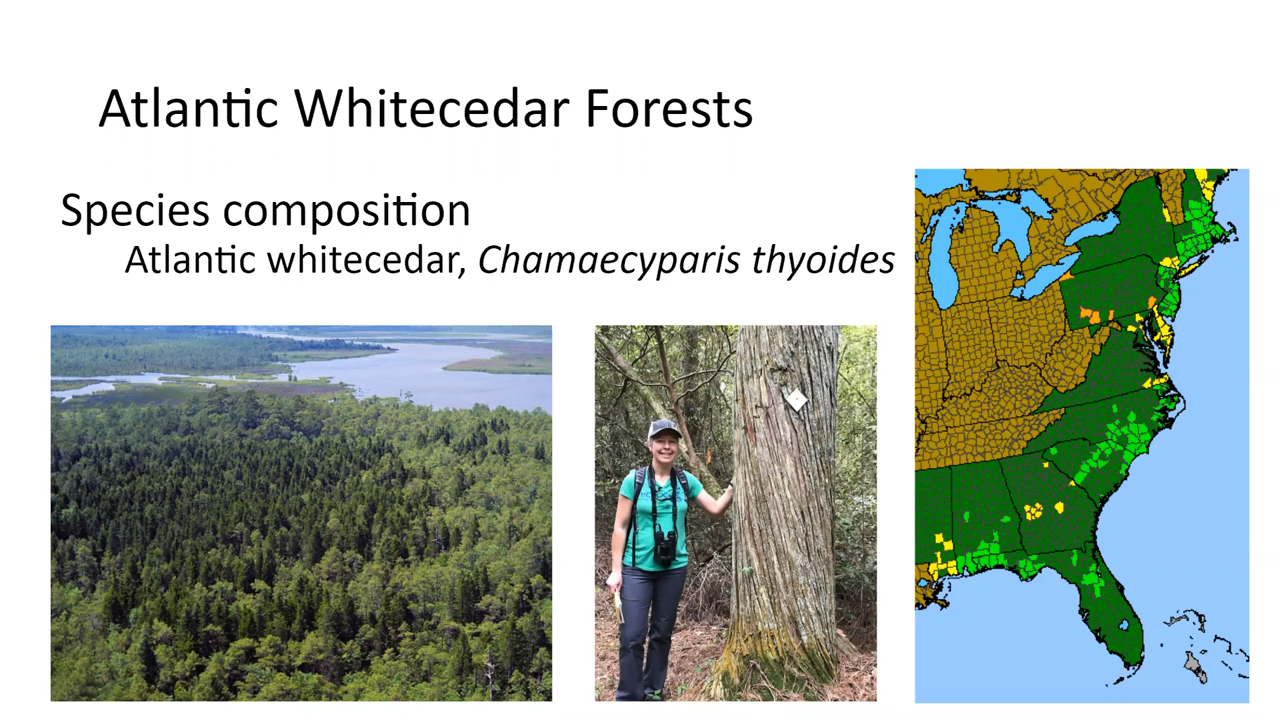 Atlantic Whitecedar Forests
Species composition
Atlantic whitecedar, Chamaecyparis thyoides